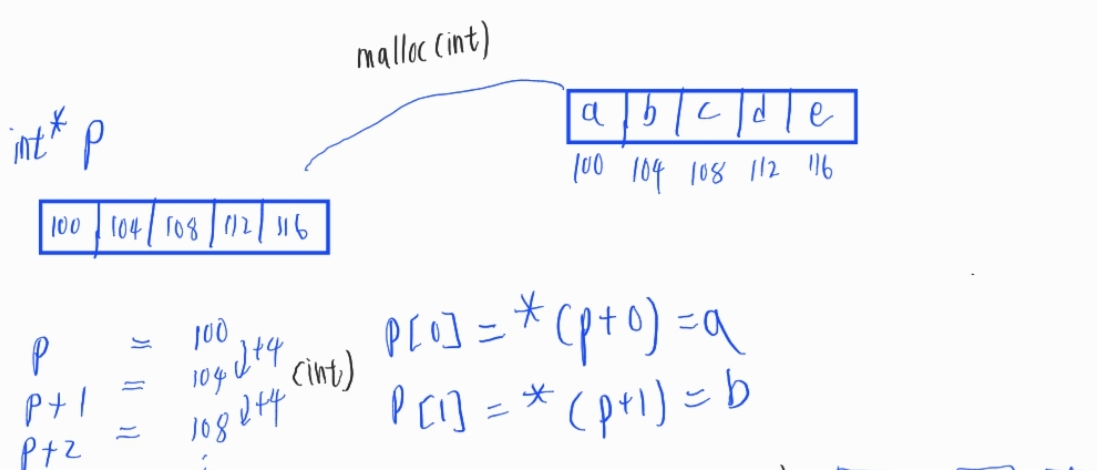 malloc(int)
int* p
a b c d e
100 104 108 112 116
100 104 108 112 116
p = 100
↓+4
p+1 = 104
(int)
↓+4
p+2 = 108
p[0] = *(p+0) = a
p[1] = *(p+1) = b